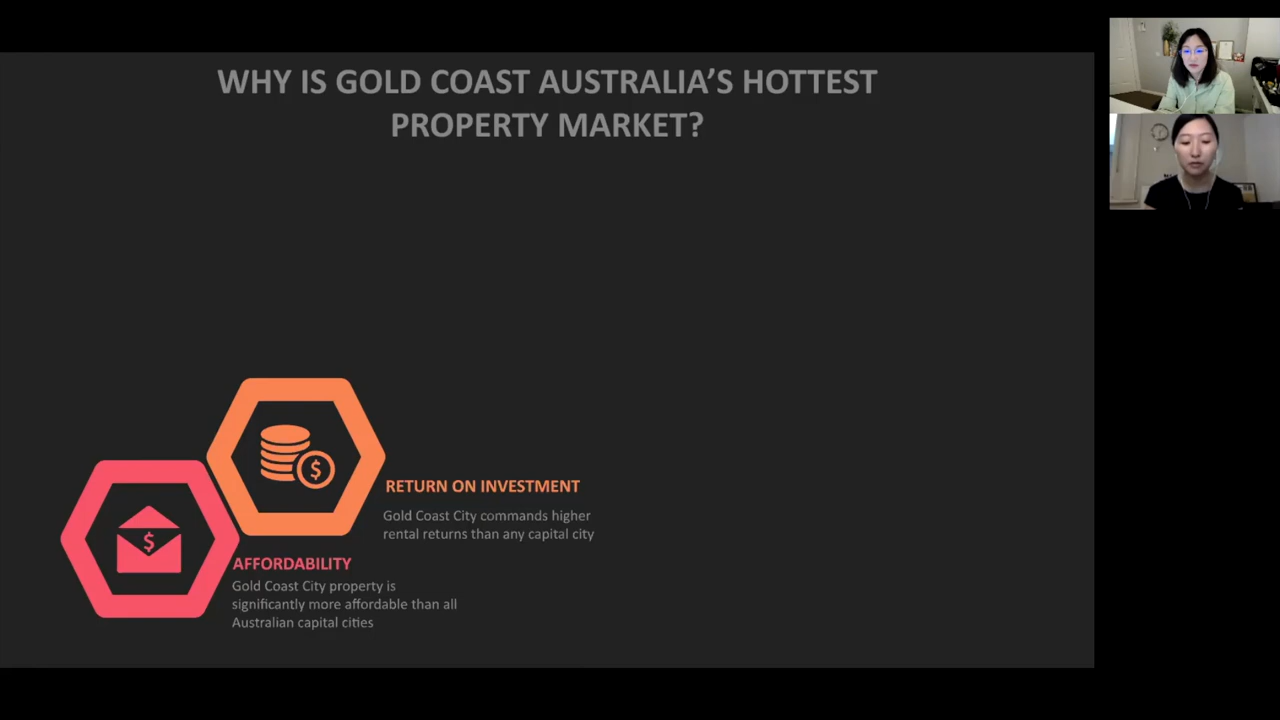 WHY IS GOLD COAST AUSTRALIA'S HOTTEST
PROPERTY MARKET?
$
RETURN ON INVESTMENT
Gold Coast City commands higher
rental returns than any capital city
$
AFFORDABILITY
Gold Coast City property is
significantly more affordable than all
Australian capital cities